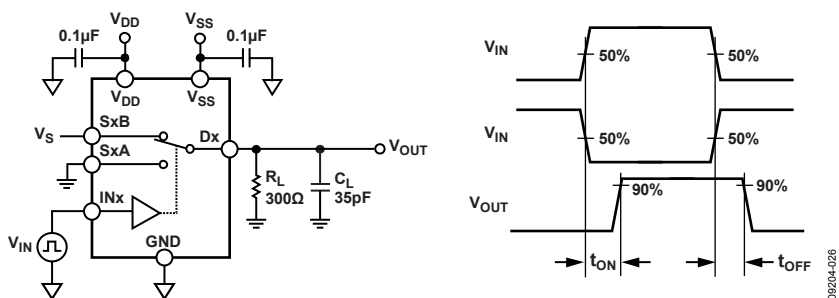 VDD VSS
0.1µF 0.1µF
VDD VSS
SxB
VS
Dx
VOUT
SxA
RL
300Ω
CL
35pF
INx
VIN
GND
VIN
50% 50%
VIN
50% 50%
VOUT
90% 90%
tON tOFF
09204-026